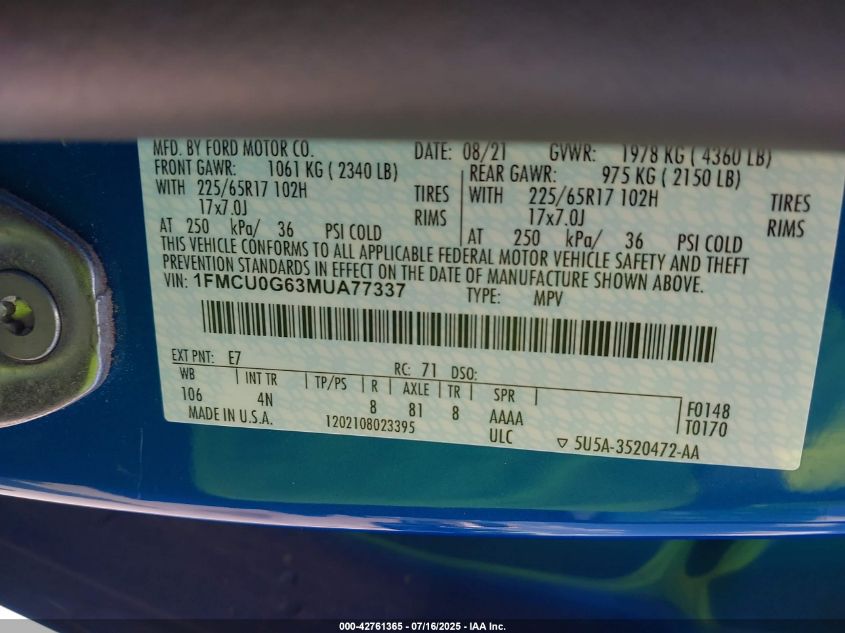 MFD. BY FORD MOTOR CO. DATE: 08/21 GVWR: 1978 KG ( 4360 LB)
FRONT GAWR: 1061 KG ( 2340 LB) REAR GAWR: 975 KG ( 2150 LB)
WITH 225/65R17 102H TIRES WITH 225/65R17 102H TIRES
17x7.0J RIMS 17x7.0J RIMS
AT 250 kPa/ 36 PSI COLD AT 250 kPa/ 36 PSI COLD
THIS VEHICLE CONFORMS TO ALL APPLICABLE FEDERAL MOTOR VEHICLE SAFETY AND THEFT
PREVENTION STANDARDS IN EFFECT ON THE DATE OF MANUFACTURE SHOWN ABOVE.
VIN: 1FMCU0G63MUA77337 TYPE: MPV
EXT PNT: E7 RC: 71 DSO:
WB INT TR TP/PS R AXLE TR SPR
106 4N 8 81 8 AAAA F0148
MADE IN U.S.A. 1202108023395 ULC T0170
▽ 5U5A-3520472-AA
000-42761365 | 07/16/2025 - IAA Inc.